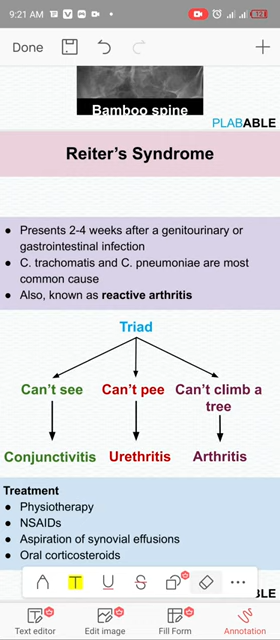 9:21 AM
Done
Bamboo spine
PLABABLE
Reiter's Syndrome
• Presents 2-4 weeks after a genitourinary or
gastrointestinal infection
• C. trachomatis and C. pneumoniae are most
common cause
• Also, known as reactive arthritis
Triad
Can't see
Can't pee
Can't climb a
tree
Conjunctivitis
Urethritis
Arthritis
Treatment
• Physiotherapy
• NSAIDs
• Aspiration of synovial effusions
• Oral corticosteroids
BLE
T
U
S
Text editor
Edit image
Fill Form
Annotation